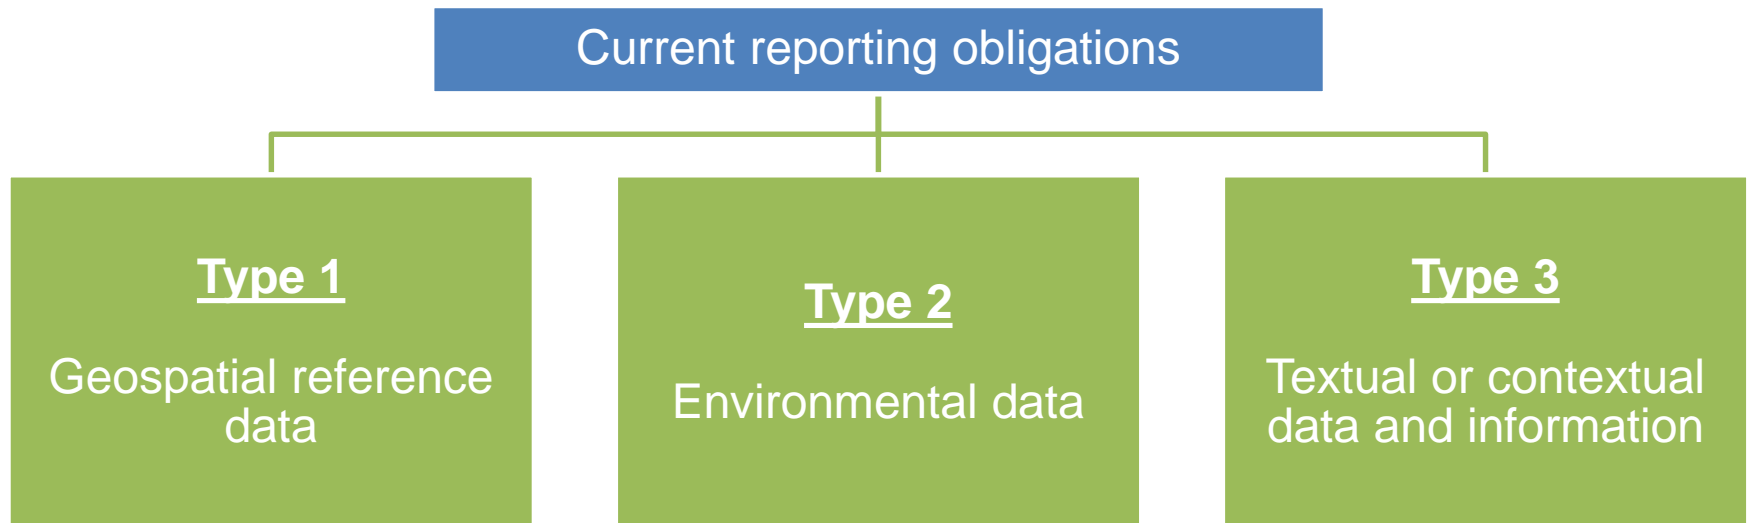 Current reporting obligations
Type 1
Geospatial reference
data
Type 2
Environmental data
Type 3
Textual or contextual
data and information